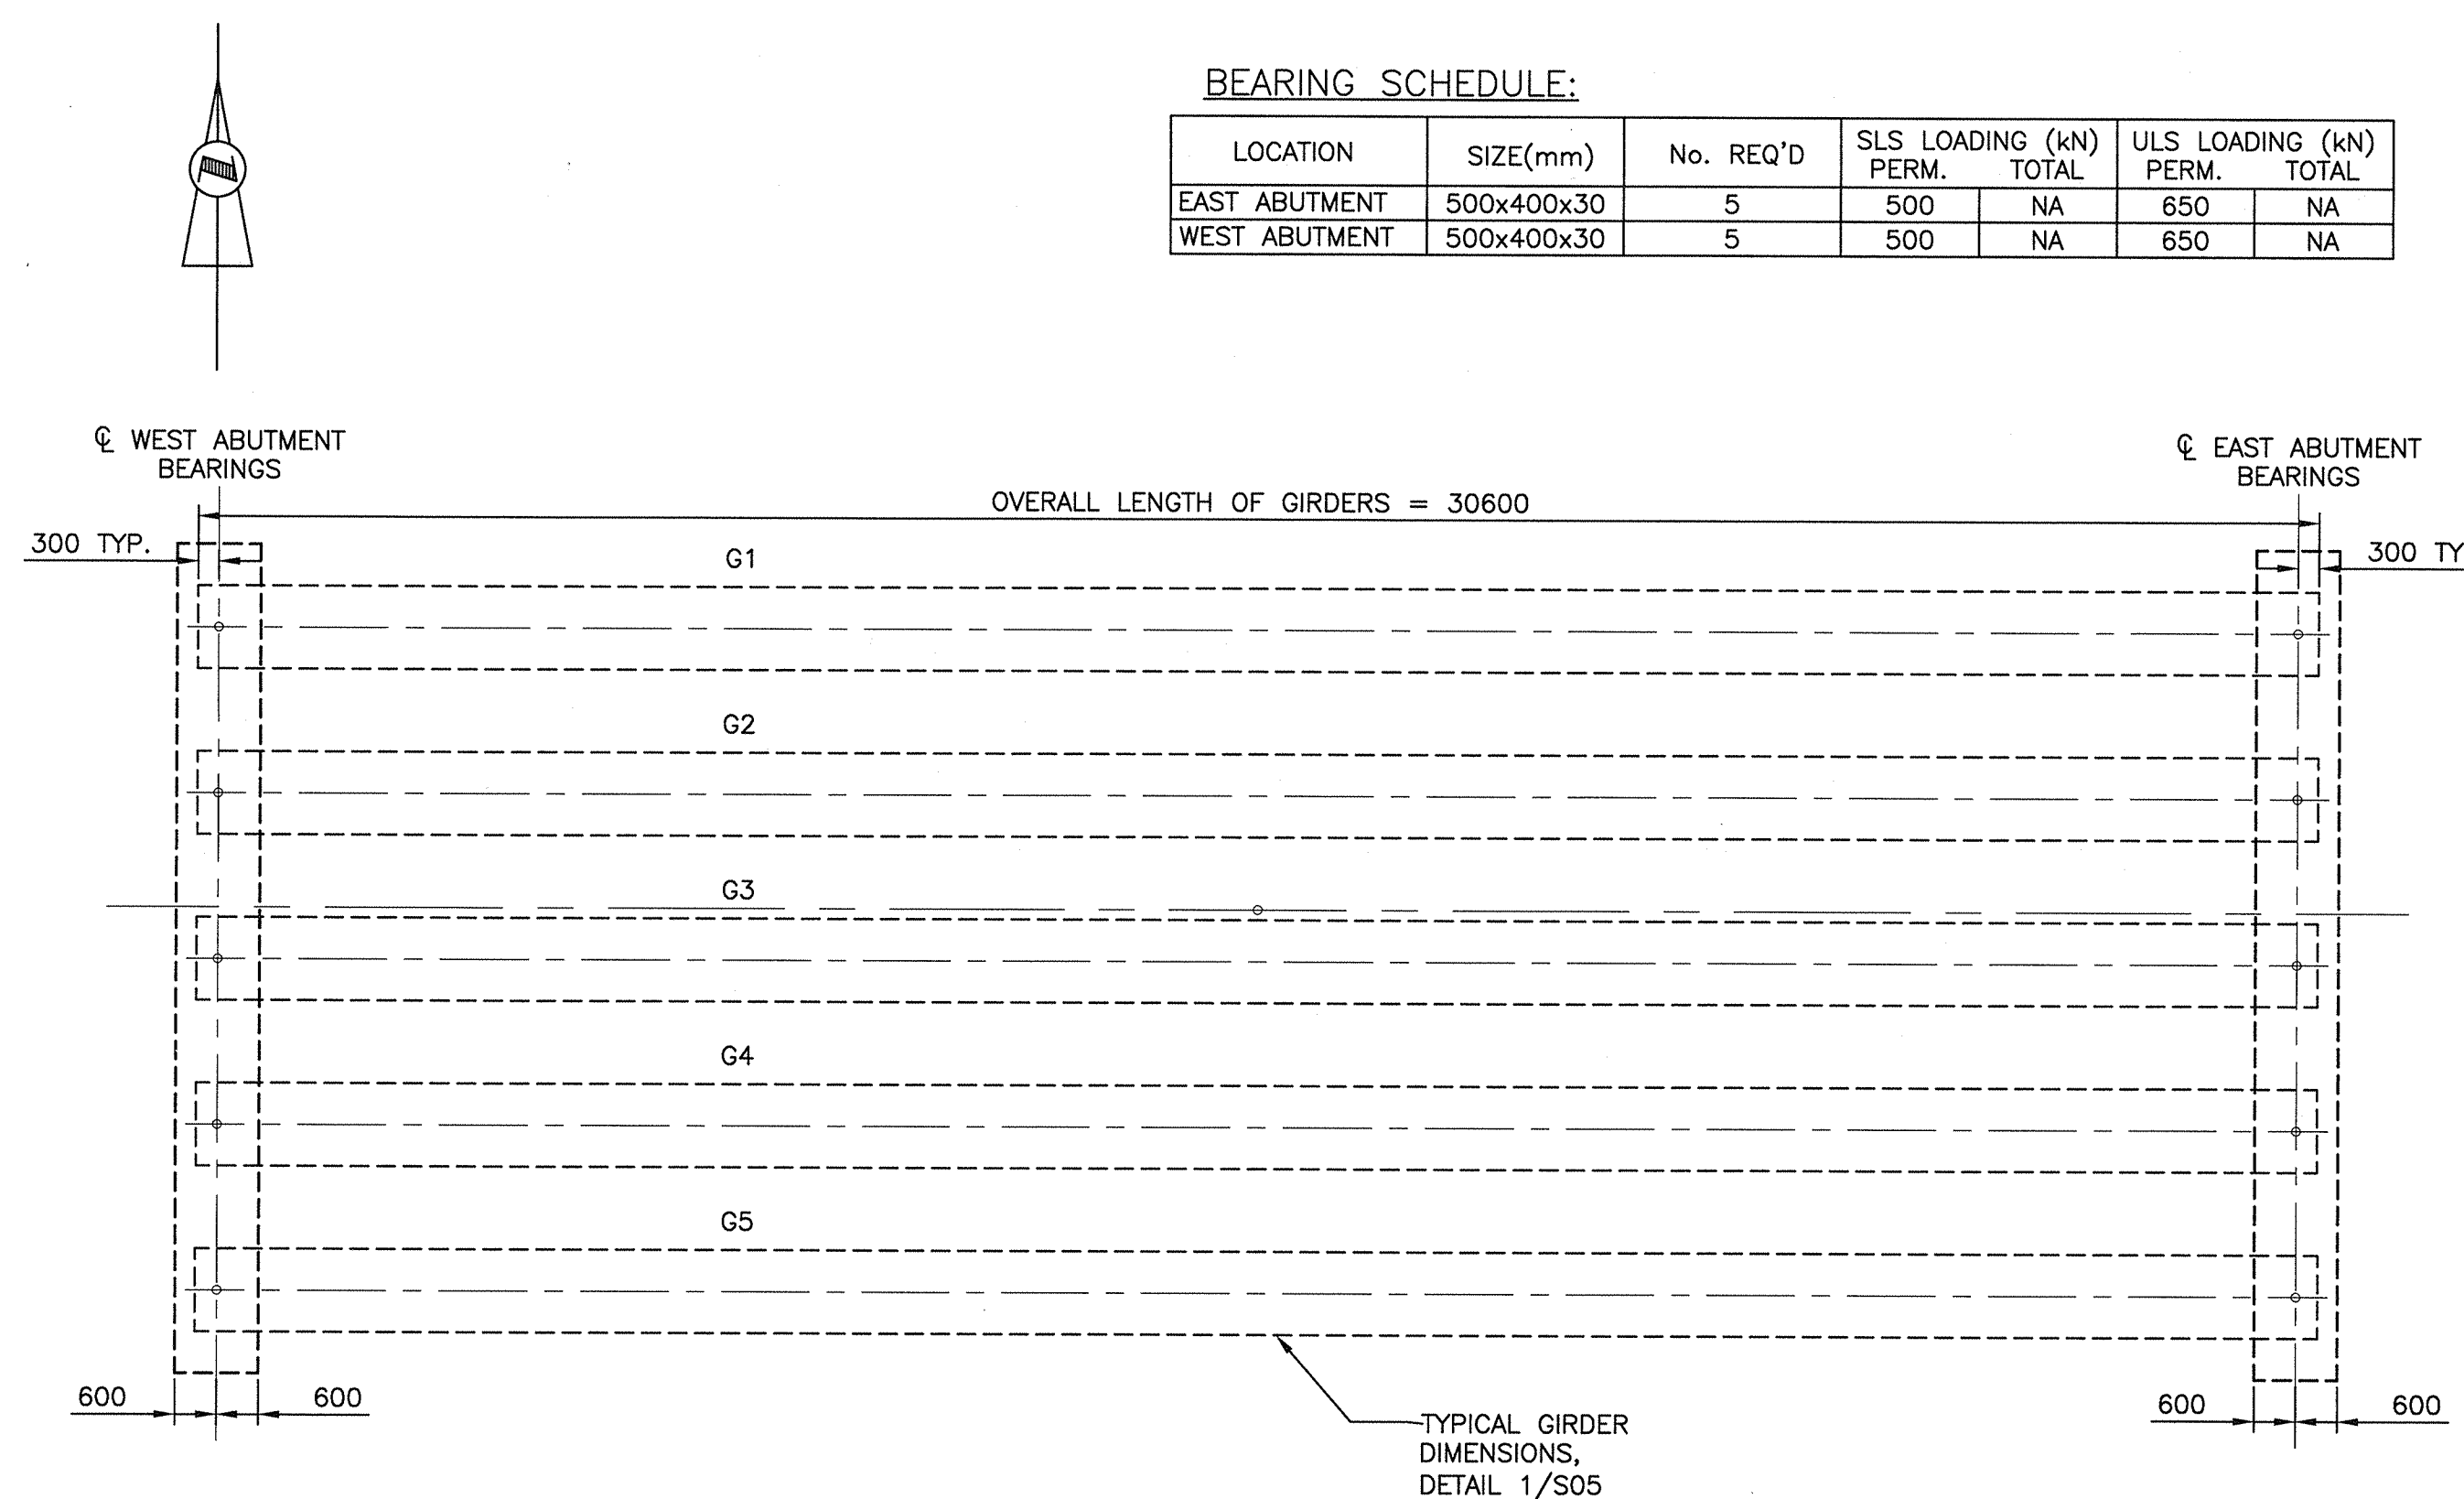 BEARING SCHEDULE:
LOCATION SIZE(mm) No. REQ'D SLS LOADING (kN) ULS LOADING (kN)
PERM. TOTAL PERM. TOTAL
EAST ABUTMENT 500x400x30 5 500 NA 650 NA
WEST ABUTMENT 500x400x30 5 500 NA 650 NA
℄ WEST ABUTMENT
BEARINGS
℄ EAST ABUTMENT
BEARINGS
OVERALL LENGTH OF GIRDERS = 30600
300 TYP.
300 TY
G1
G2
G3
G4
G5
600 600
600 600
TYPICAL GIRDER
DIMENSIONS,
DETAIL 1/S05